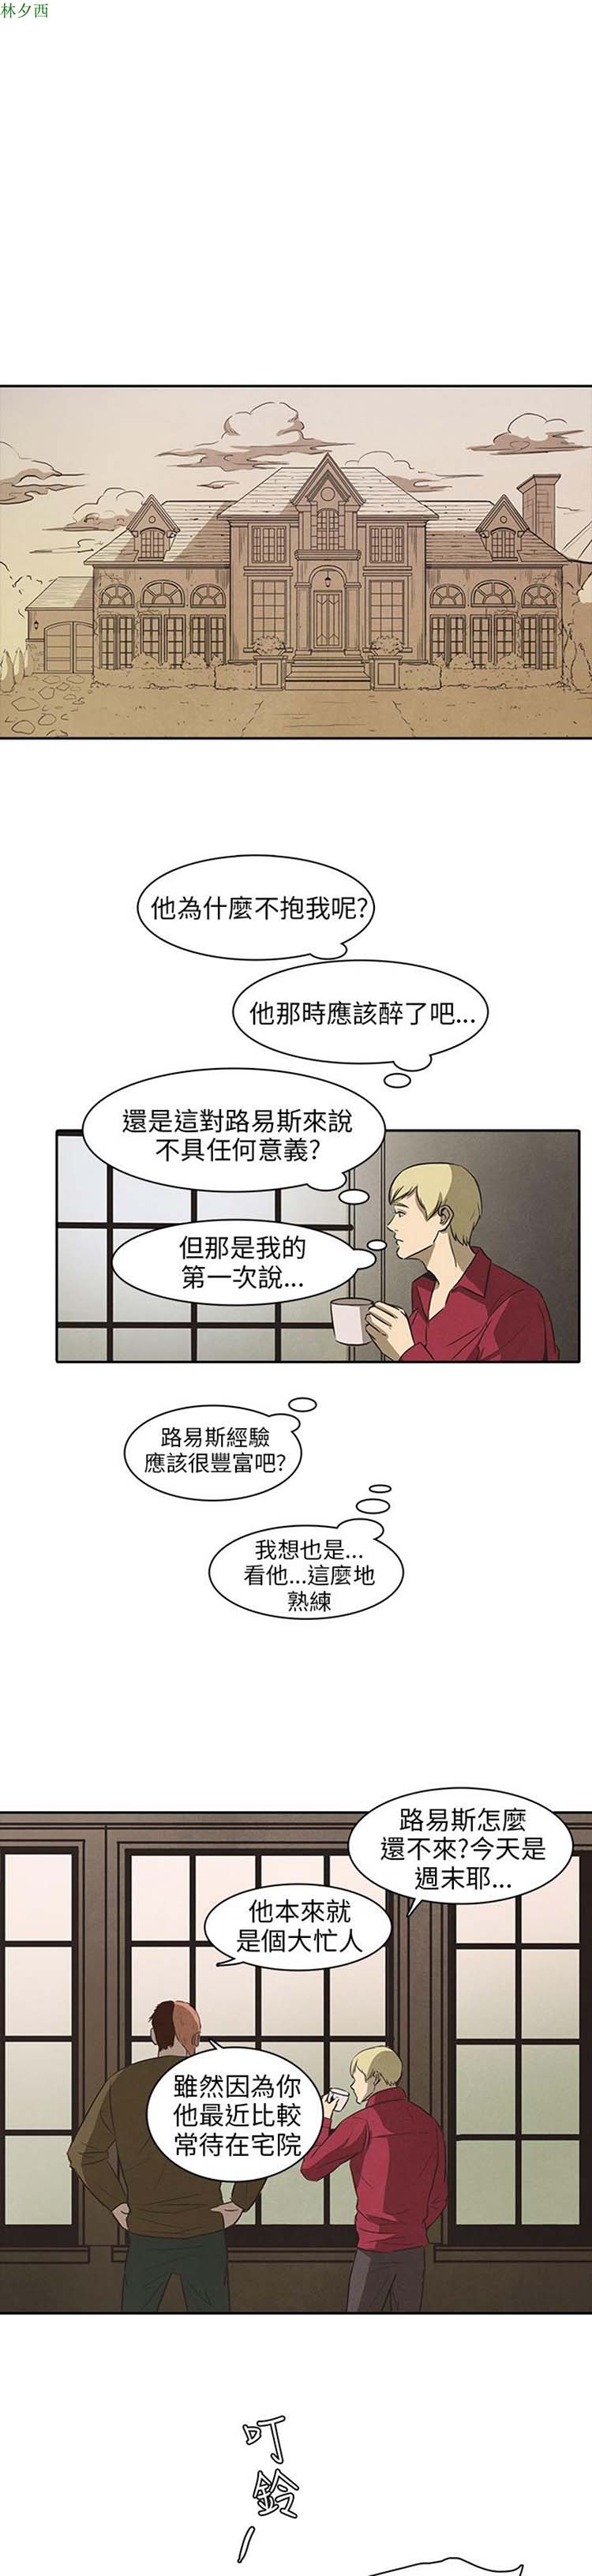 林夕西
他為什麼不抱我呢?
他那時應該醉了吧...
還是這對路易斯來說
不具任何意義?
但那是我的
第一次說...
路易斯經驗
應該很豐富吧?
我想也是...
看他...這麼地
熟練
路易斯怎麼
還不來?今天是
週末耶...
他本來就
是個大忙人
雖然因為你
他最近比較
常待在宅院
叮
鈴